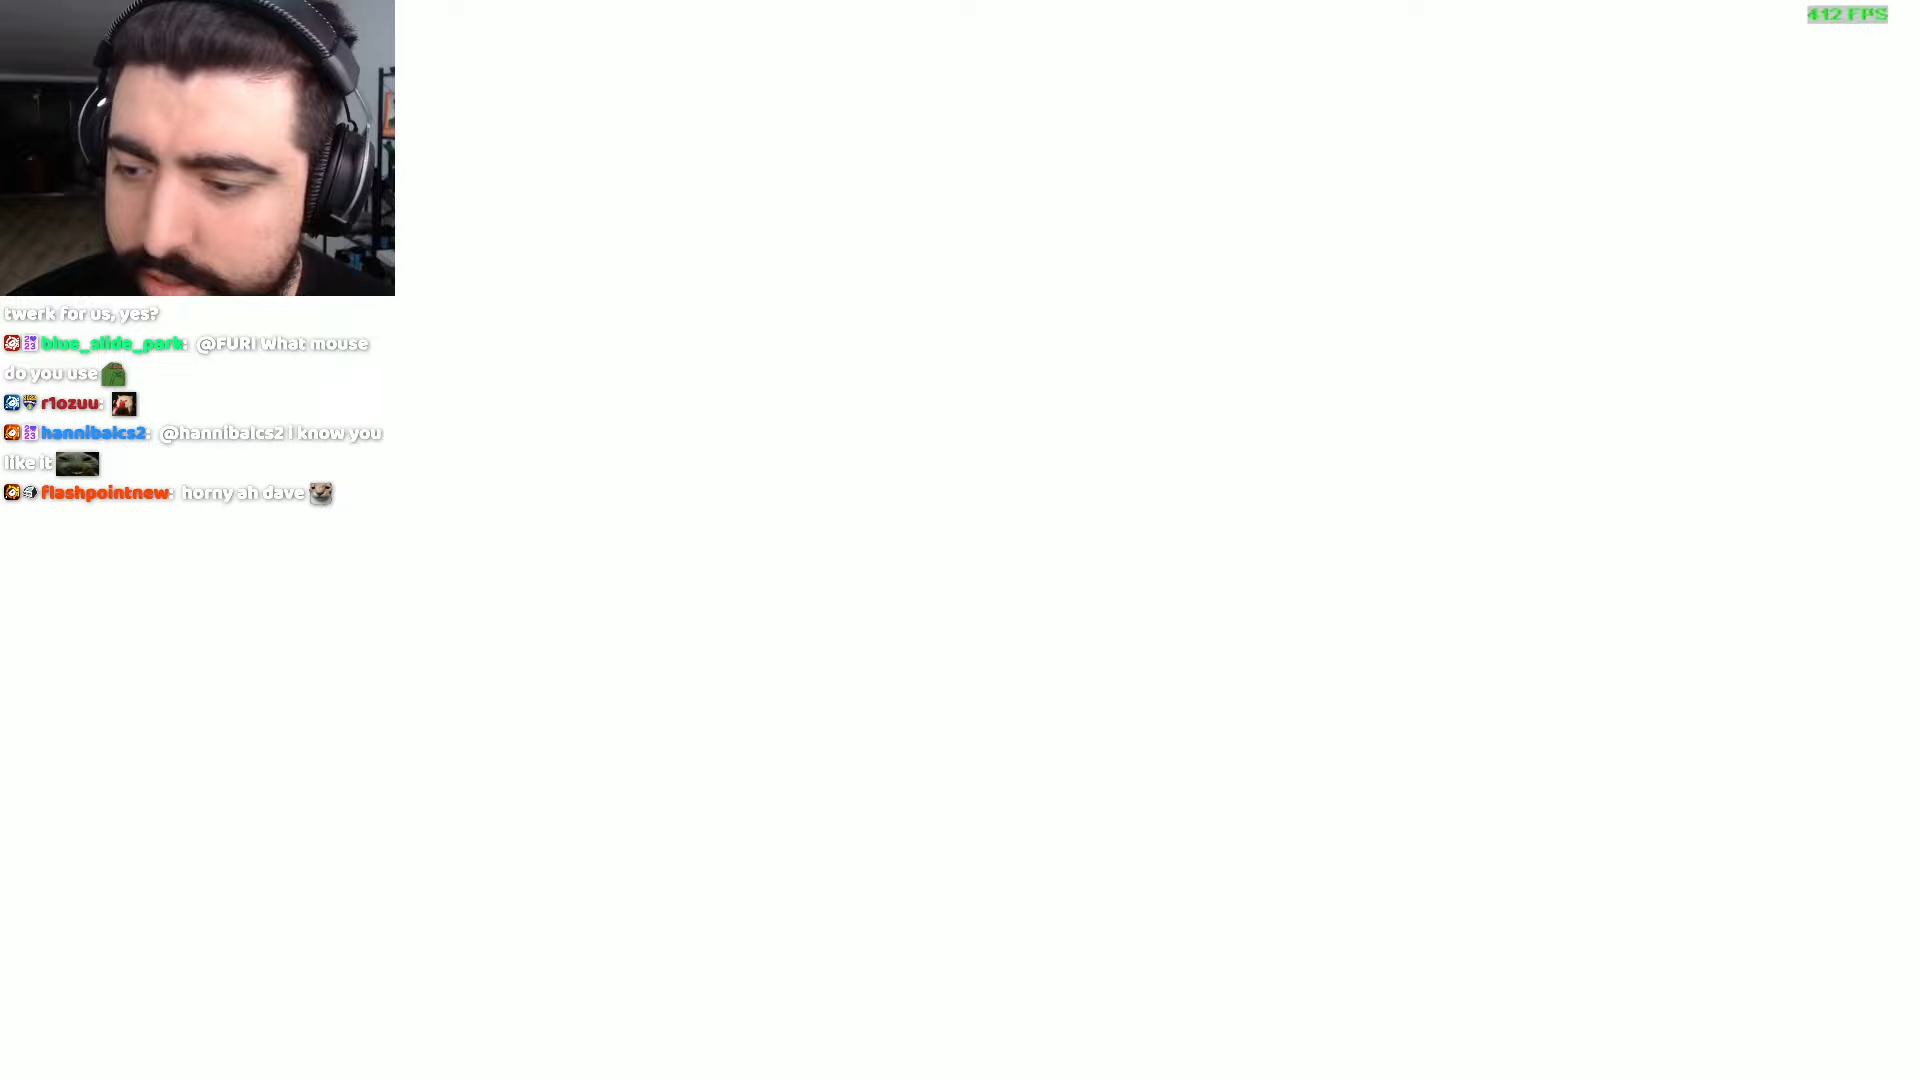 412 FPS
twerk for us, yes?
blue_slide_park: @FURI What mouse
do you use
r1ozuu:
hannibalcs2: @hannibalcs2 I know you
like it
flashpointnew: horny ah dave